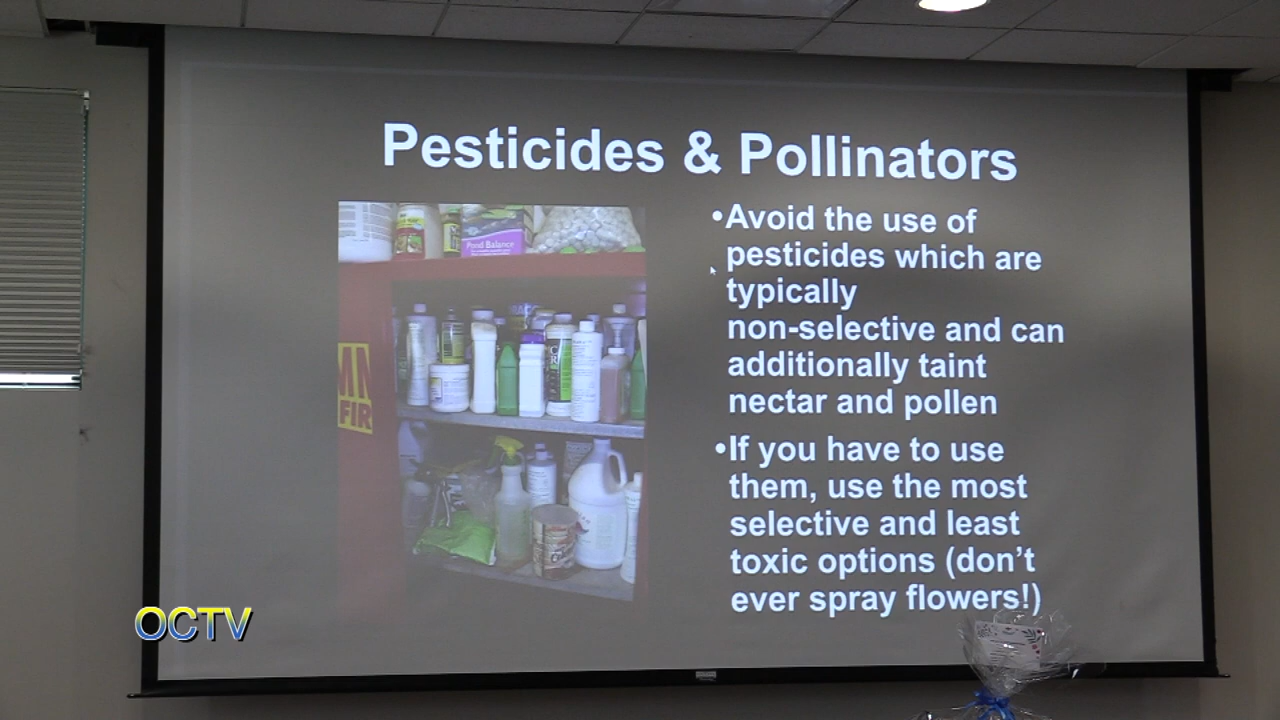 Pesticides & Pollinators
•Avoid the use of
pesticides which are
typically
non-selective and can
additionally taint
nectar and pollen
•If you have to use
them, use the most
selective and least
toxic options (don't
ever spray flowers!)
Pond Balance
FIR
OCTV